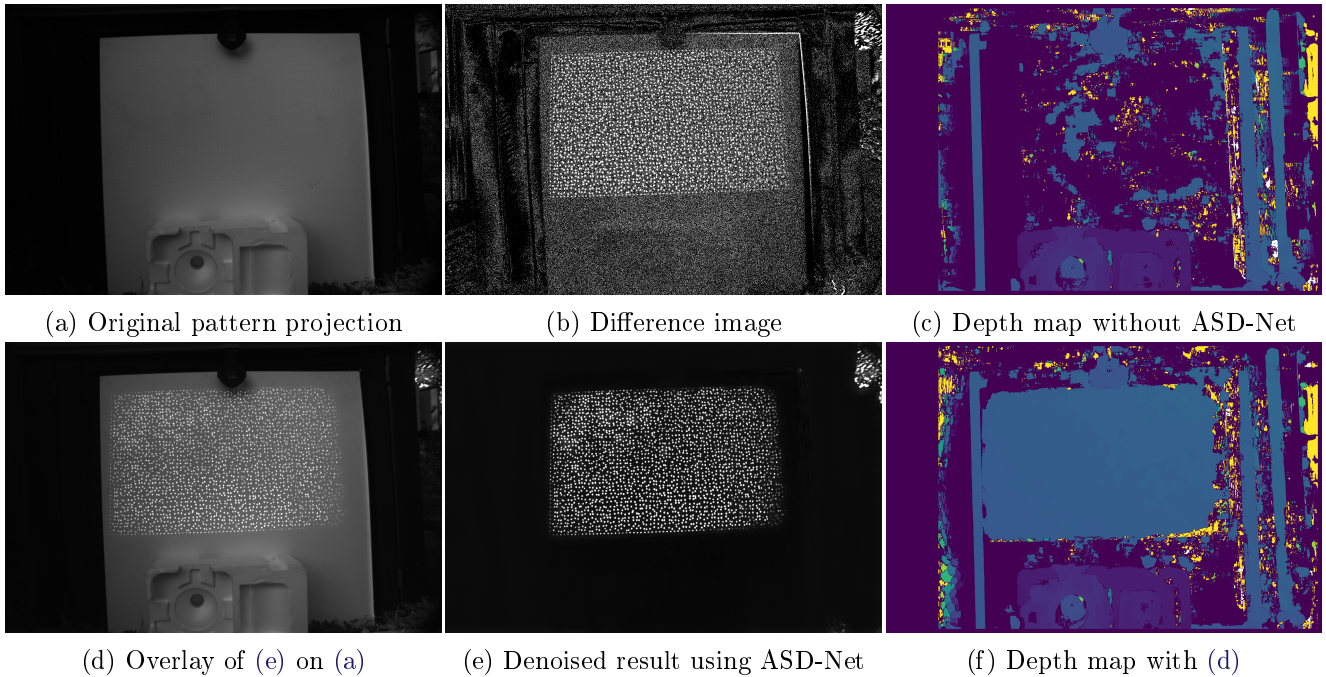 (a) Original pattern projection
(b) Difference image
(c) Depth map without ASD-Net
(d) Overlay of (e) on (a)
(e) Denoised result using ASD-Net
(f) Depth map with (d)